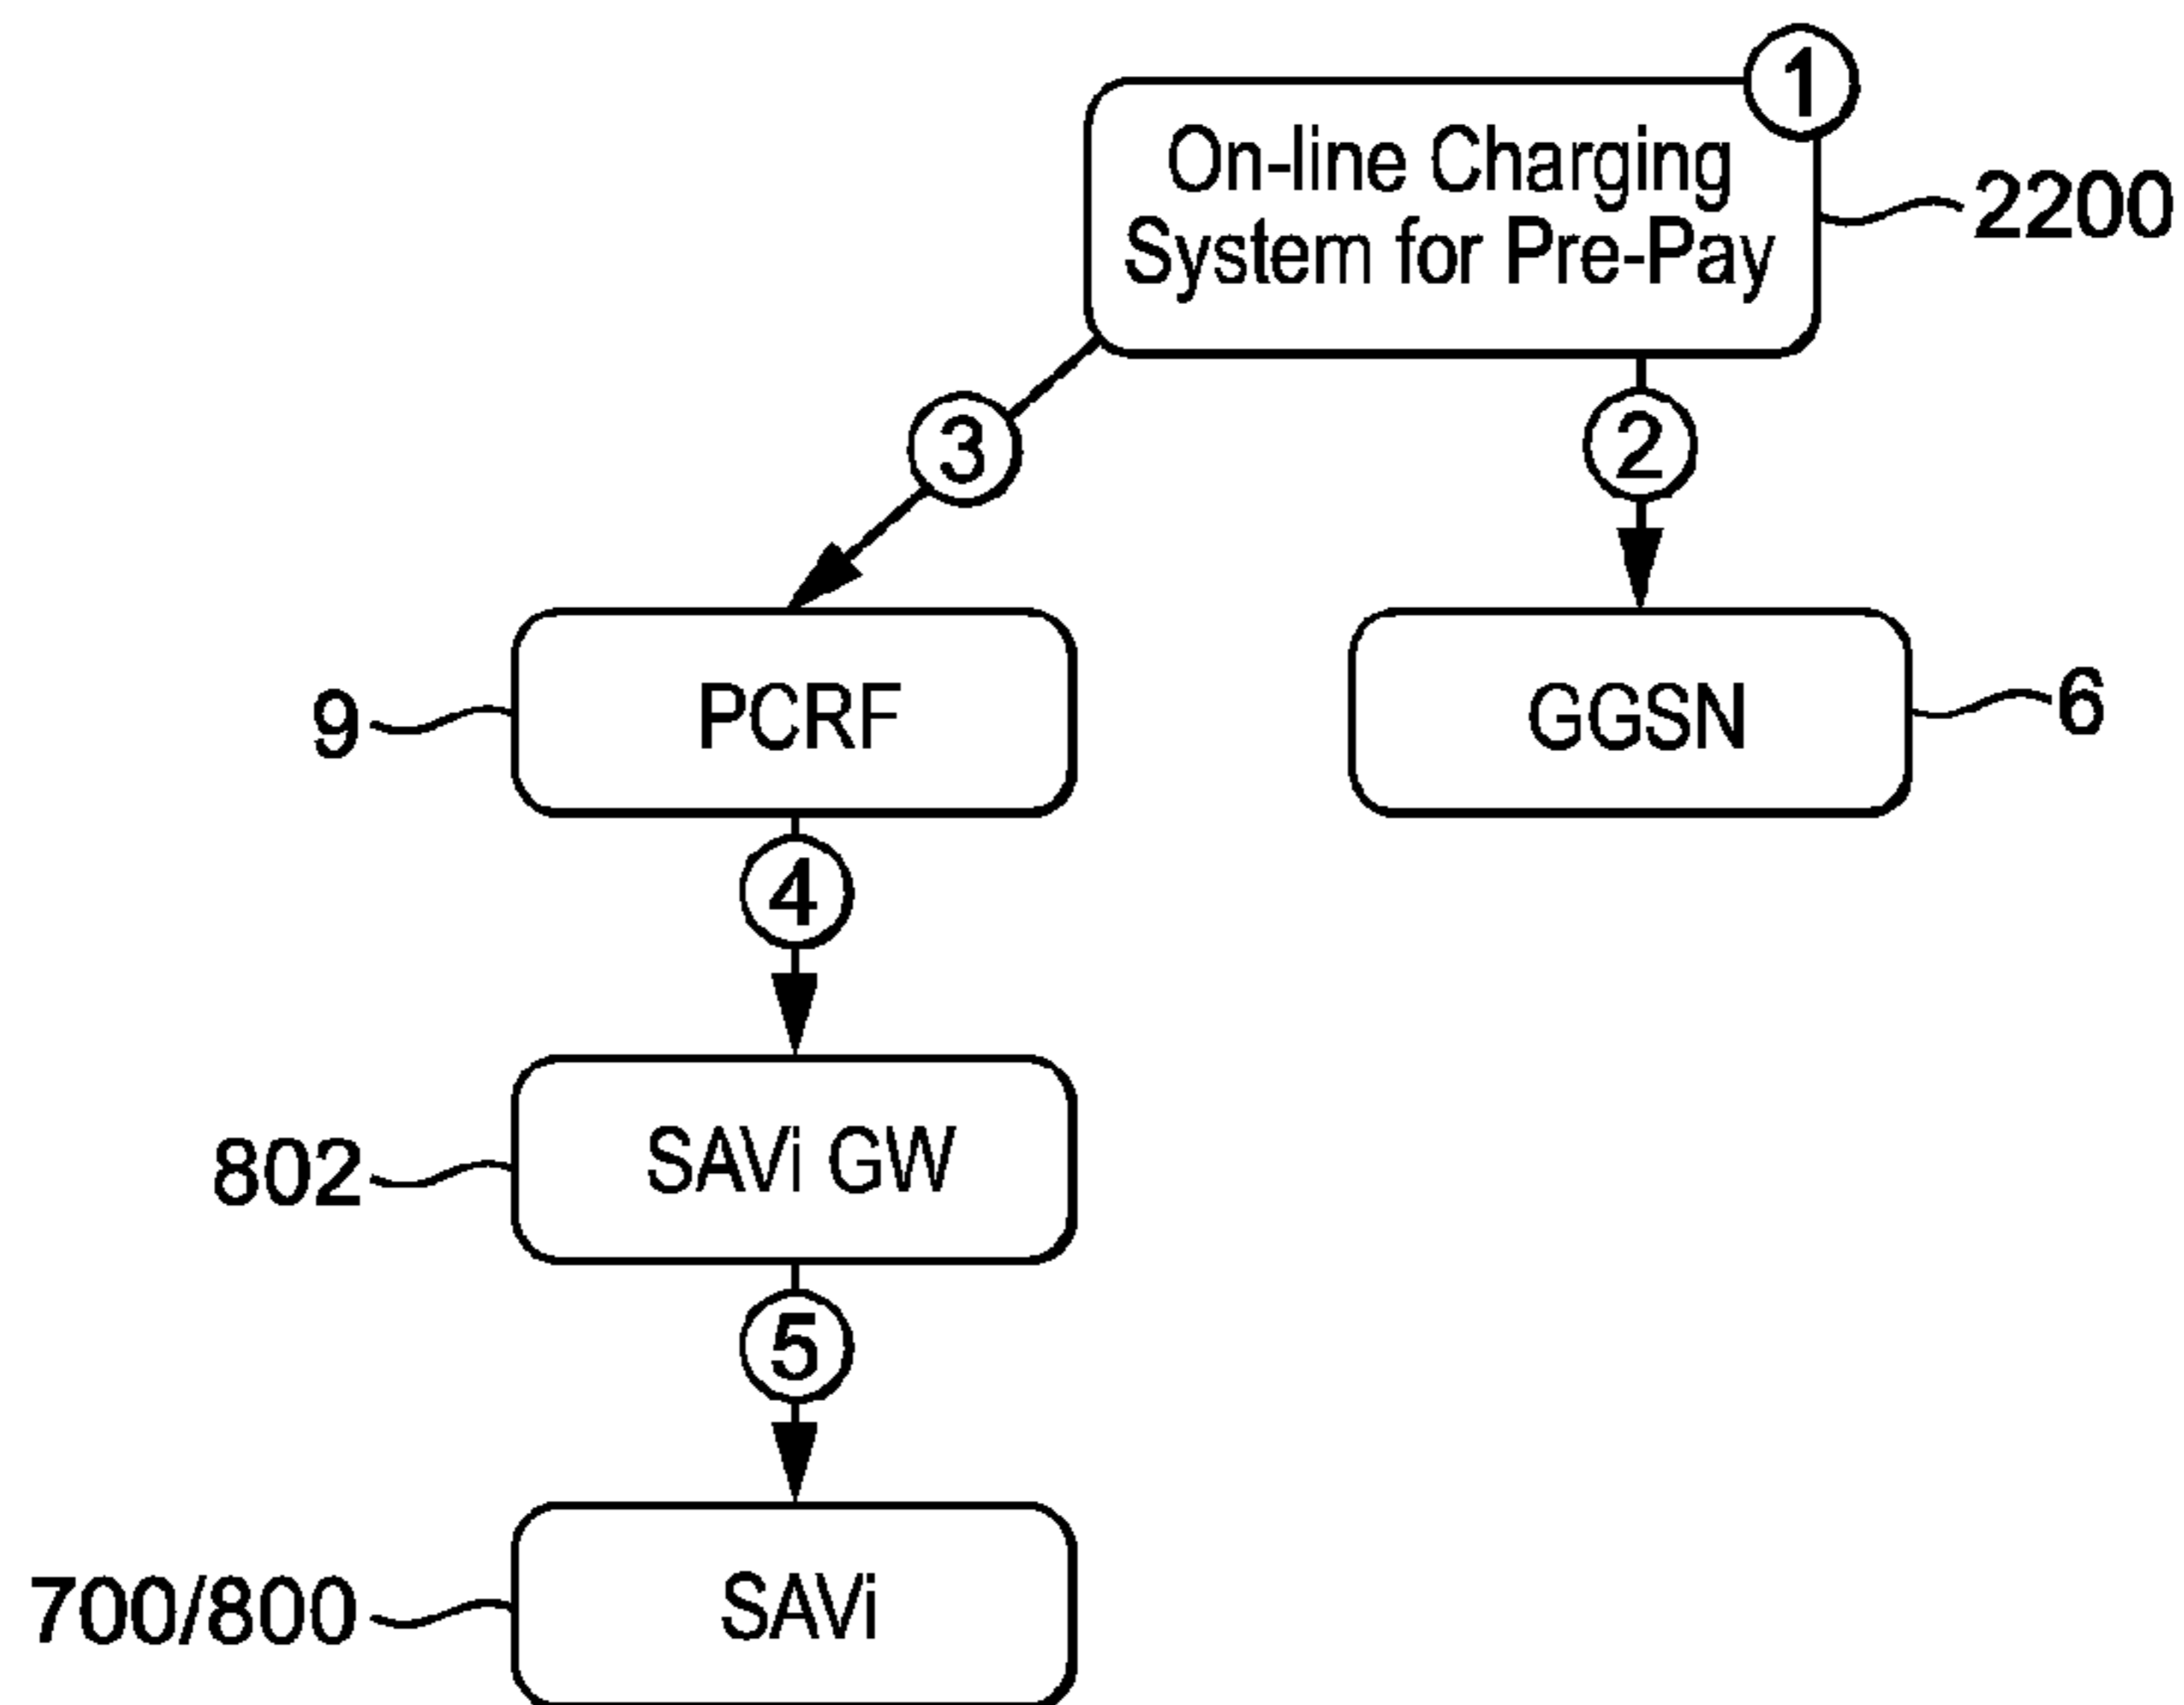 1
On-line Charging
System for Pre-Pay
2200
3
2
9
PCRF
GGSN
6
4
802
SAVi GW
5
700/800
SAVi